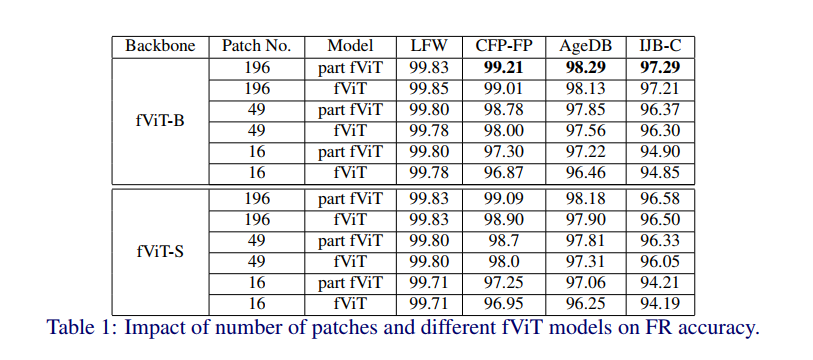 Backbone Patch No. Model LFW CFP-FP AgeDB IJB-C
fViT-B
196 part fViT 99.83 99.21 98.29 97.29
196 fViT 99.85 99.01 98.13 97.21
49 part fViT 99.80 98.78 97.85 96.37
49 fViT 99.78 98.00 97.56 96.30
16 part fViT 99.80 97.30 97.22 94.90
16 fViT 99.78 96.87 96.46 94.85
fViT-S
196 part fViT 99.83 99.09 98.18 96.58
196 fViT 99.83 98.90 97.90 96.50
49 part fViT 99.80 98.7 97.81 96.33
49 fViT 99.80 98.0 97.31 96.05
16 part fViT 99.71 97.25 97.06 94.21
16 fViT 99.71 96.95 96.25 94.19
Table 1: Impact of number of patches and different fViT models on FR accuracy.